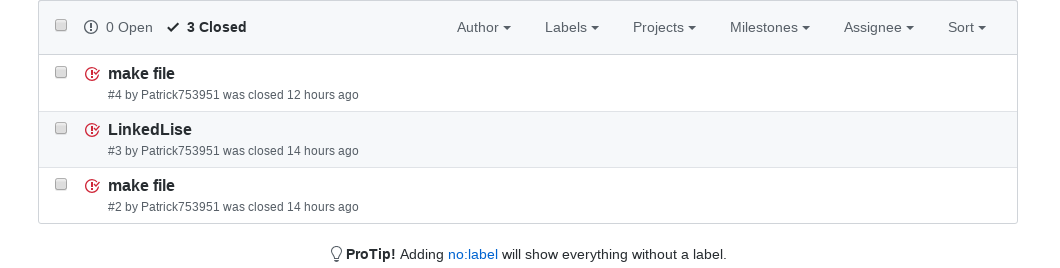 0 Open 3 Closed Author Labels Projects Milestones Assignee Sort
make file
#4 by Patrick753951 was closed 12 hours ago
LinkedLise
#3 by Patrick753951 was closed 14 hours ago
make file
#2 by Patrick753951 was closed 14 hours ago
ProTip! Adding no:label will show everything without a label.